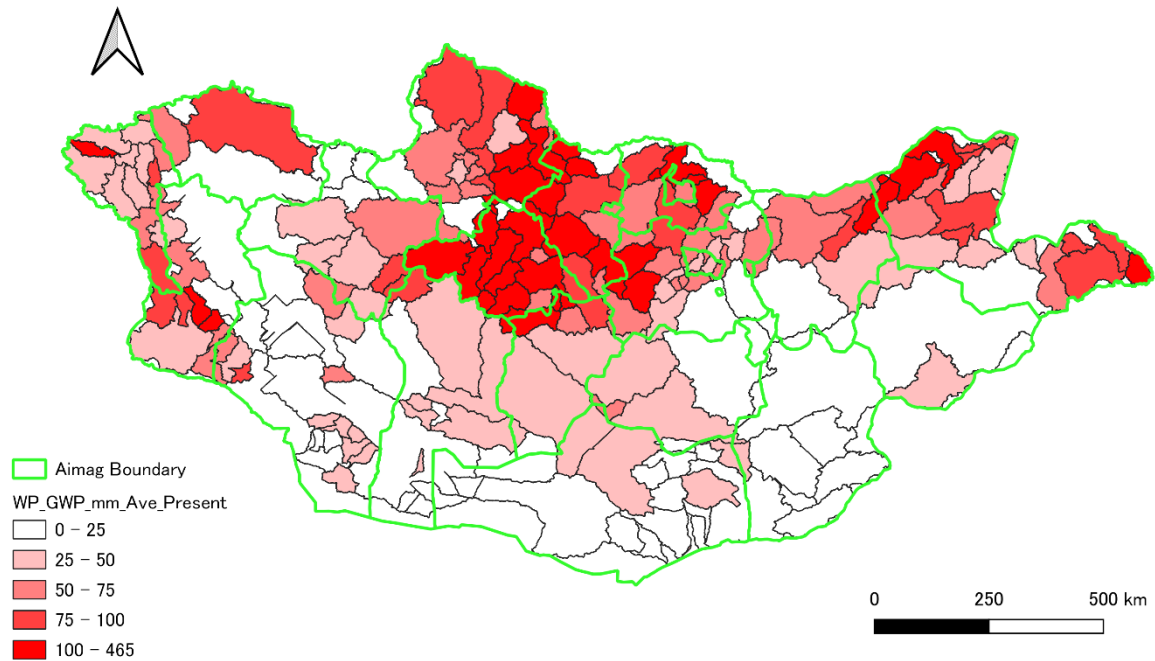 Aimag Boundary
WP_GWP_mm_Ave_Present
0 – 25
25 – 50
50 – 75
75 – 100
100 – 465
0 250 500 km